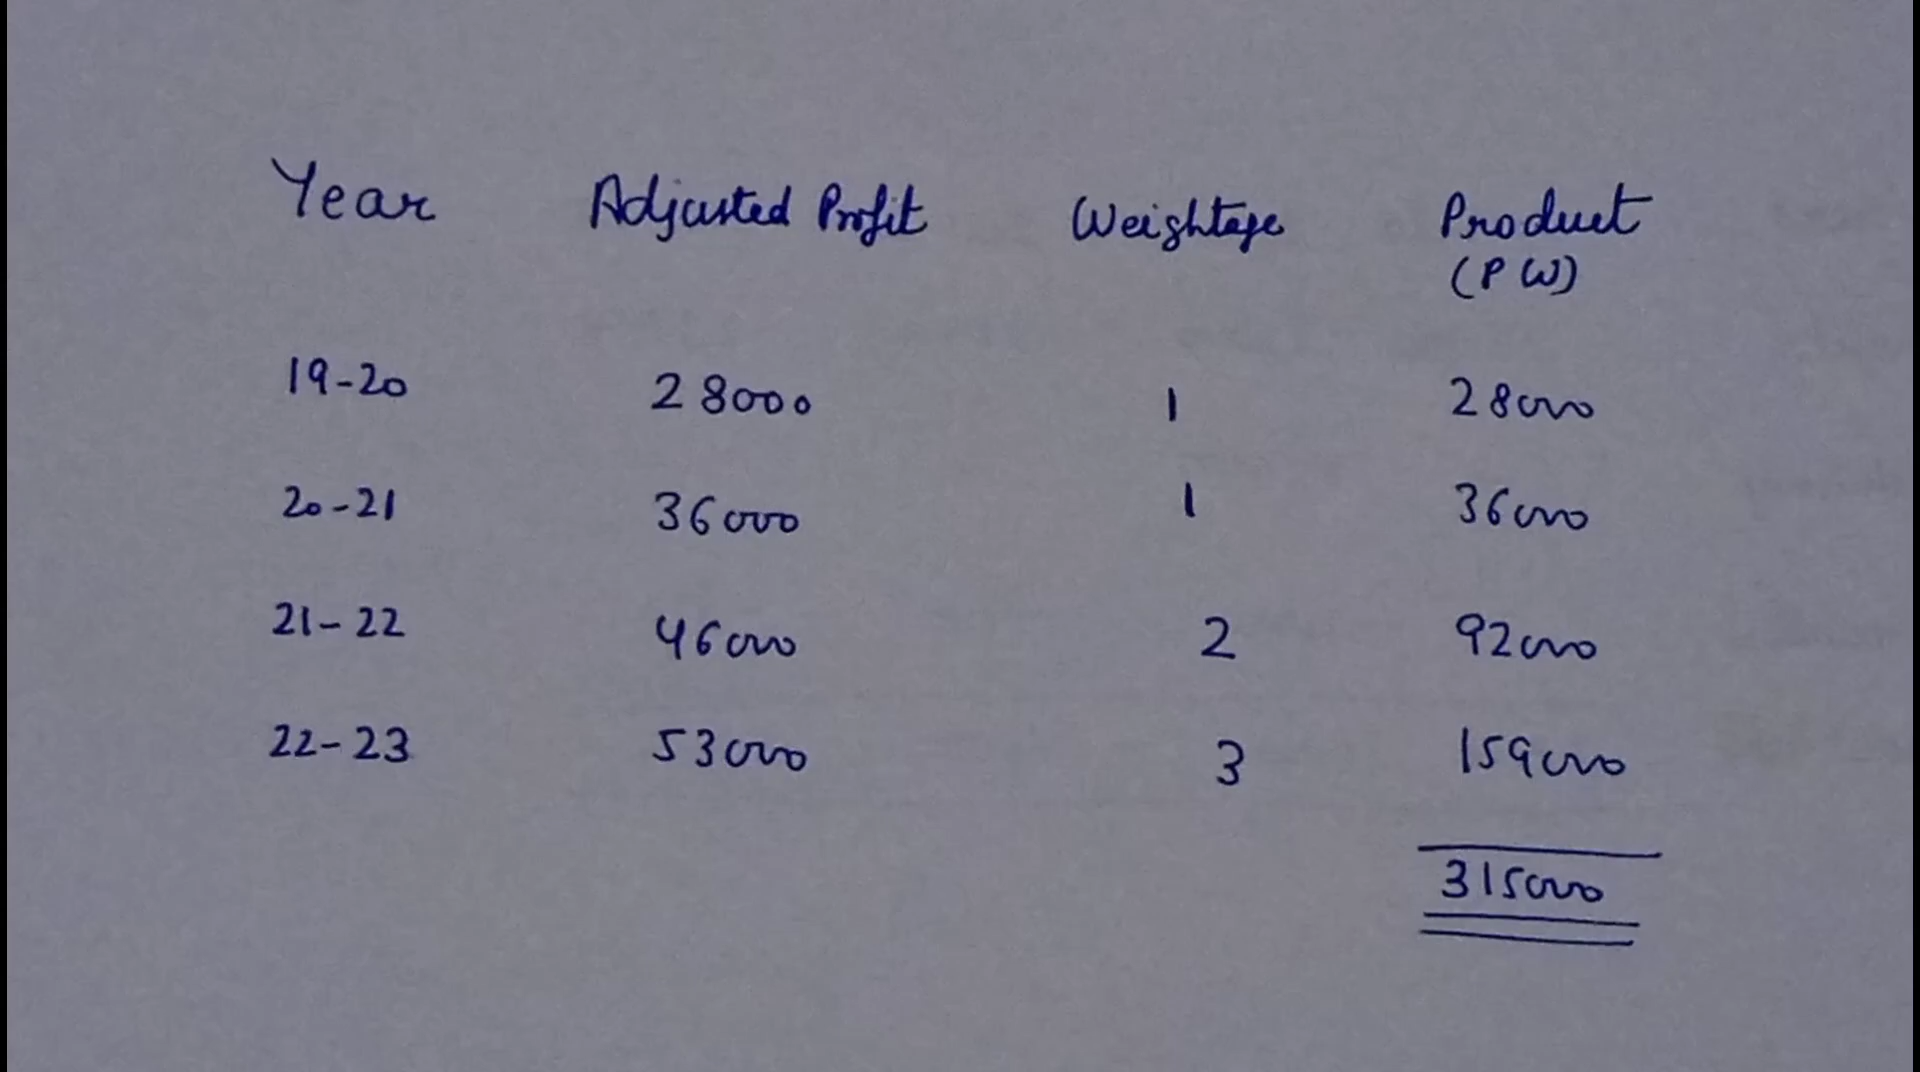 Year Adjusted Profit Weightage Product
(PW)
19-20 28000 1 28000
20-21 36000 1 36000
21-22 46000 2 92000
22-23 53000 3 159000
315000